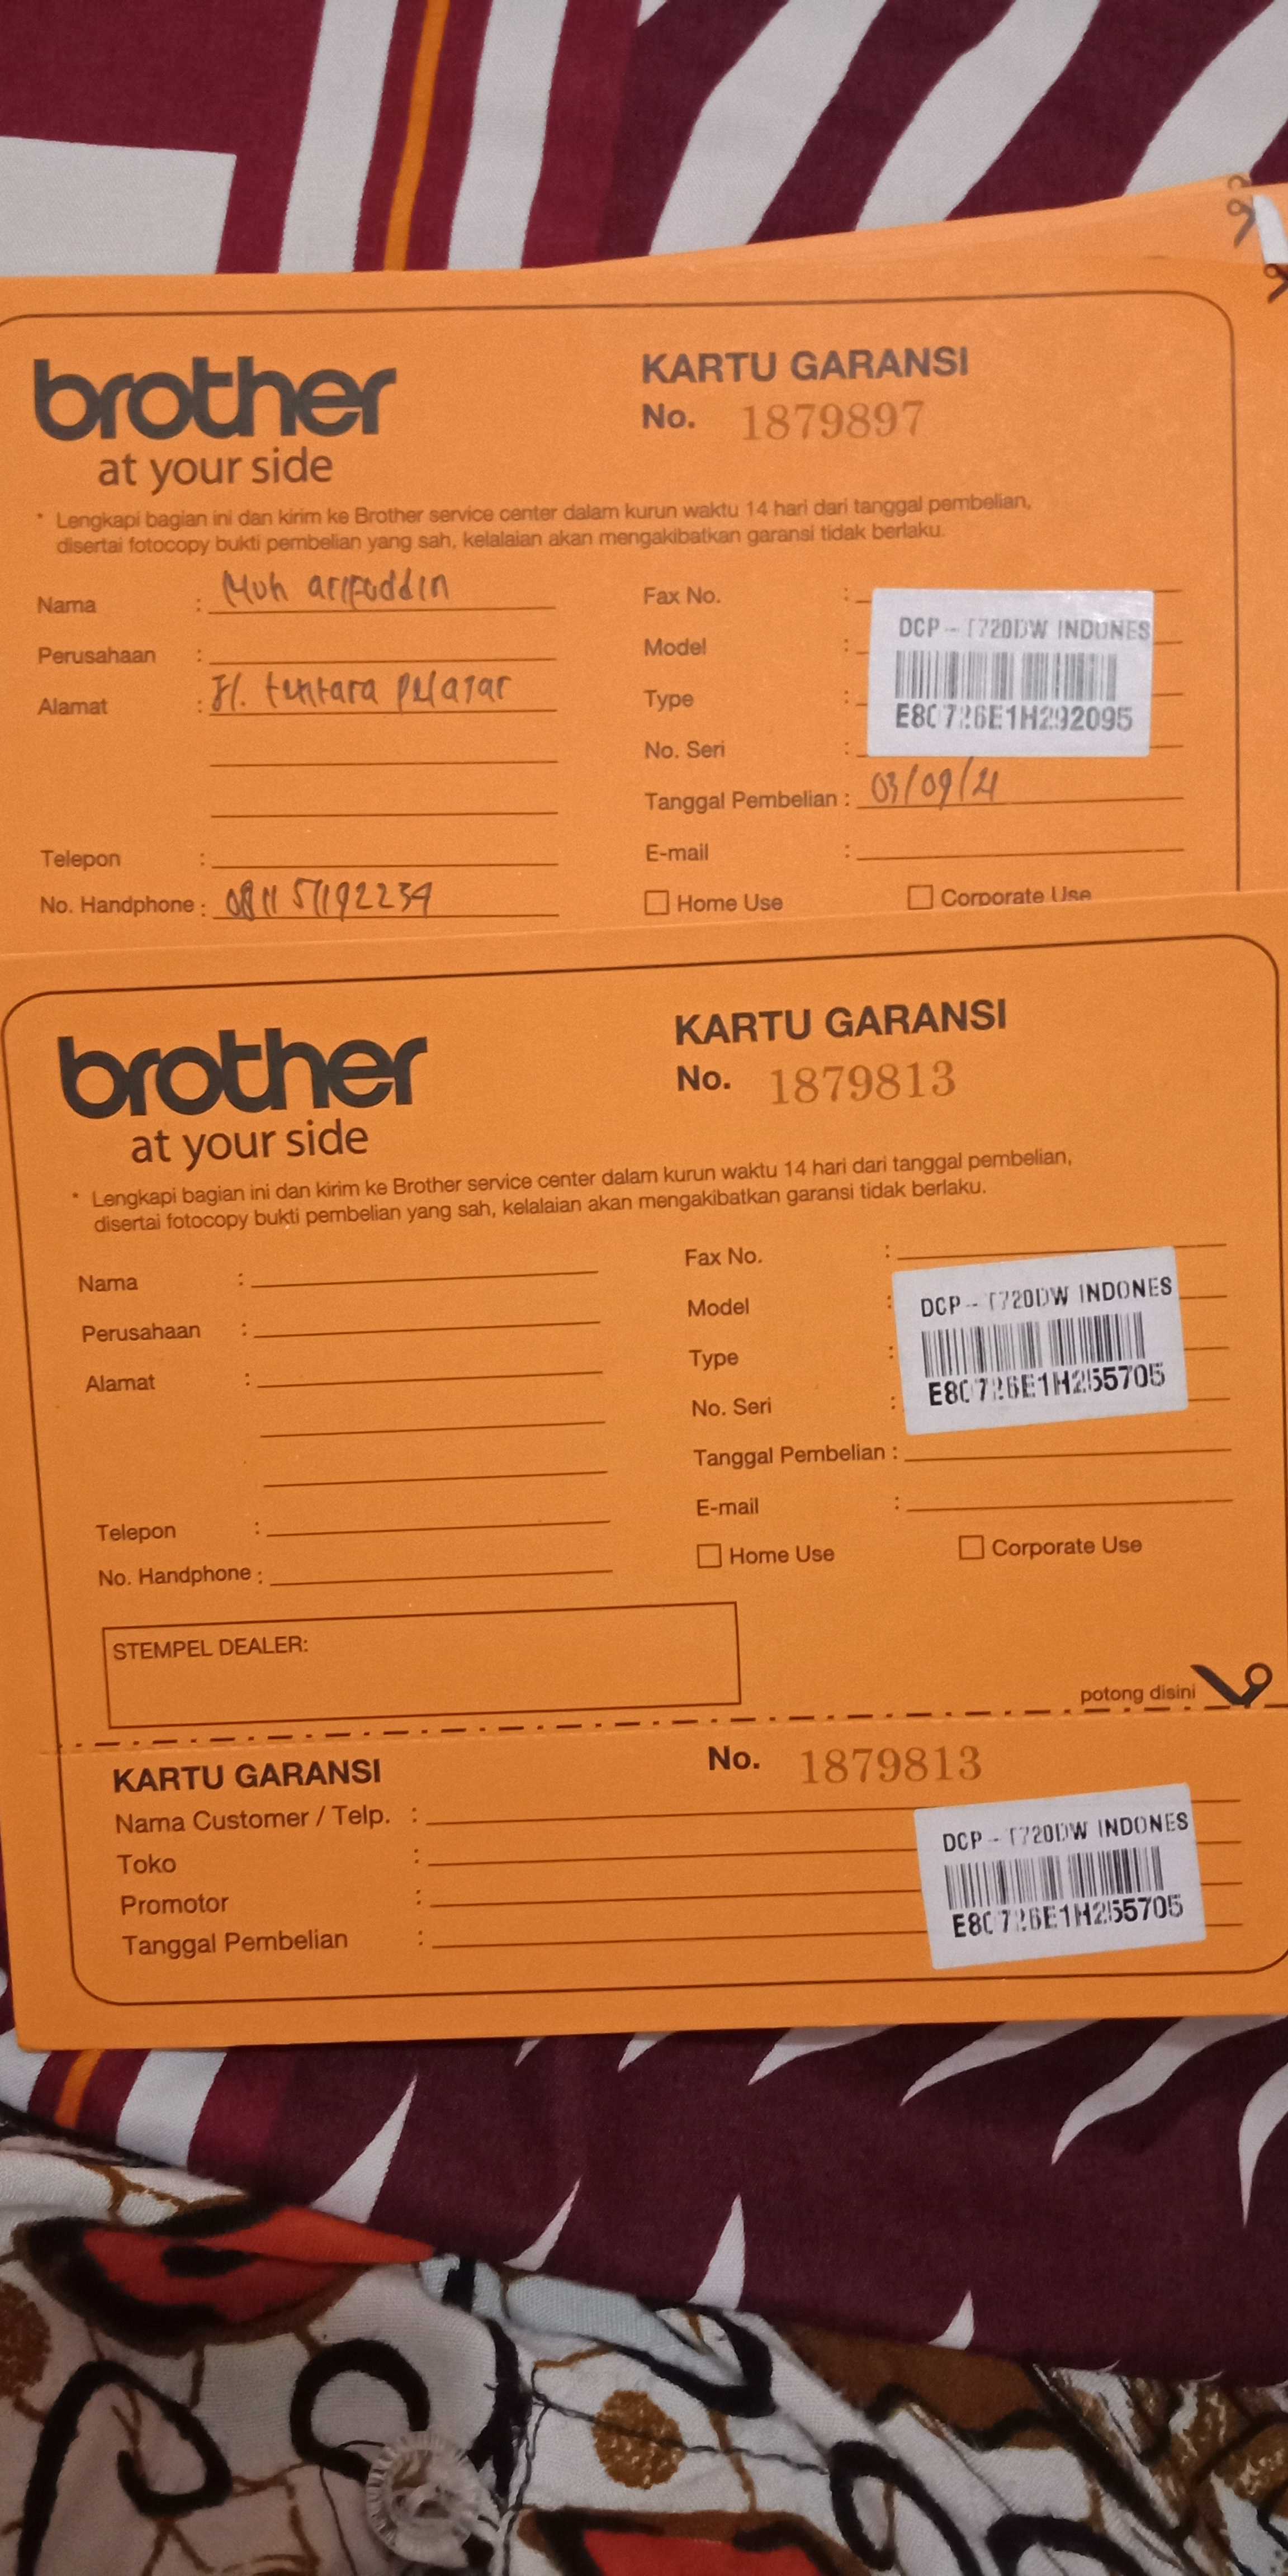 brother
at your side
KARTU GARANSI
No. 1879897
* Lengkapi bagian ini dan kirim ke Brother service center dalam kurun waktu 14 hari dari tanggal pembelian,
disertai fotocopy bukti pembelian yang sah, kelalaian akan mengakibatkan garansi tidak berlaku.
Nama : Muh arifuddin
Perusahaan :
Alamat : Jl. tentara pelajar
Telepon :
No. Handphone :
Fax No. :
Model :
Type :
No. Seri :
DCP - T720DW INDONES
E80726E1H292095
Tanggal Pembelian : 03/09/21
E-mail :
Home Use
Corporate Use
brother
at your side
KARTU GARANSI
No. 1879813
* Lengkapi bagian ini dan kirim ke Brother service center dalam kurun waktu 14 hari dari tanggal pembelian,
disertai fotocopy bukti pembelian yang sah, kelalaian akan mengakibatkan garansi tidak berlaku.
Nama :
Perusahaan :
Alamat :
Telepon :
No. Handphone :
Fax No. :
Model :
Type :
No. Seri :
DCP - T720DW INDONES
E80726E1H255705
Tanggal Pembelian :
E-mail :
Home Use
Corporate Use
STEMPEL DEALER:
potong disini
KARTU GARANSI
No. 1879813
Nama Customer / Telp. :
Toko :
Promotor :
Tanggal Pembelian :
DCP - T720DW INDONES
E80726E1H255705